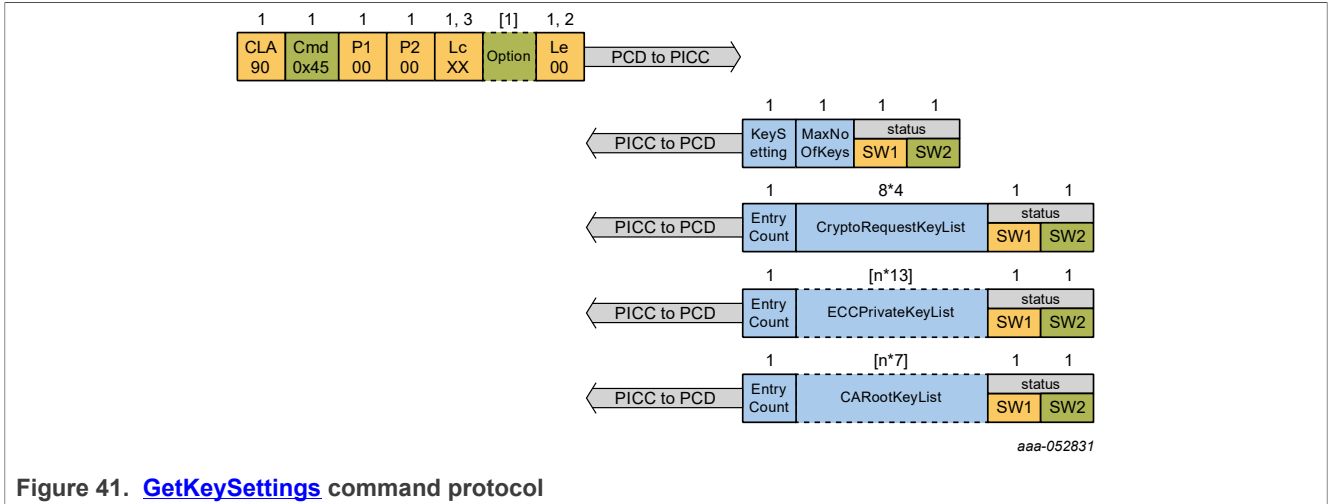 1 1 1 1 1, 3 [1] 1, 2
CLA Cmd P1 P2 Lc Option Le PCD to PICC
90 0x45 00 00 XX 00
1 1 1 1
PICC to PCD KeyS MaxNo status
etting OfKeys SW1 SW2
1 8*4 1 1
PICC to PCD Entry CryptoRequestKeyList status
Count SW1 SW2
1 [n*13] 1 1
PICC to PCD Entry ECCPrivateKeyList status
Count SW1 SW2
1 [n*7] 1 1
PICC to PCD Entry CARootKeyList status
Count SW1 SW2
aaa-052831
Figure 41. GetKeySettings command protocol